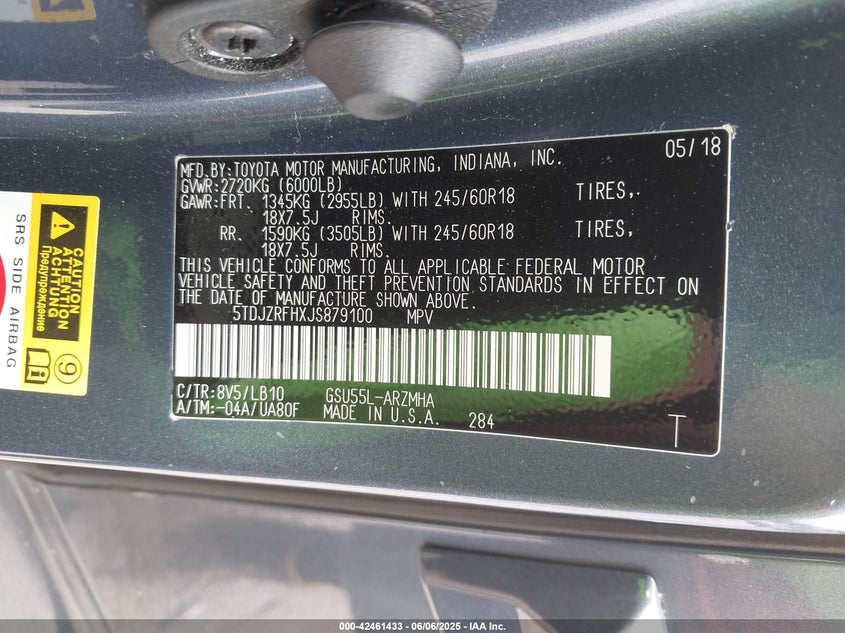 MFD.BY:TOYOTA MOTOR MANUFACTURING, INDIANA, INC. 05/18
GVWR:2720KG (6000LB)
GAWR:FRT. 1345KG (2955LB) WITH 245/60R18 TIRES,
18X7.5J RIMS.
RR. 1590KG (3505LB) WITH 245/60R18 TIRES,
18X7.5J RIMS.
THIS VEHICLE CONFORMS TO ALL APPLICABLE FEDERAL MOTOR
VEHICLE SAFETY AND THEFT PREVENTION STANDARDS IN EFFECT ON
THE DATE OF MANUFACTURE SHOWN ABOVE.
5TDJZRFHXJS879100 MPV
C/TR:8V5/LB10 GSU55L-ARZMHA
A/TM:-04A/UA80F MADE IN U.S.A. 284
T
SRS SIDE AIRBAG
CAUTION
ATTENTION
ACHTUNG
Предупреждение
9
000-42461433 - 06/06/2025 - IAA Inc.